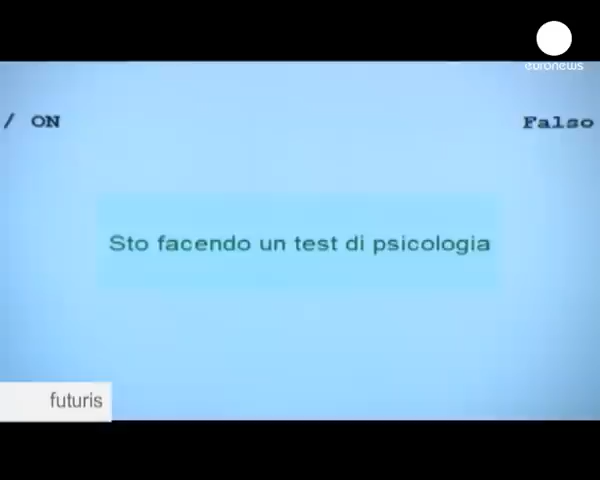 euronews
/ ON
Falso
Sto facendo un test di psicologia
futuris